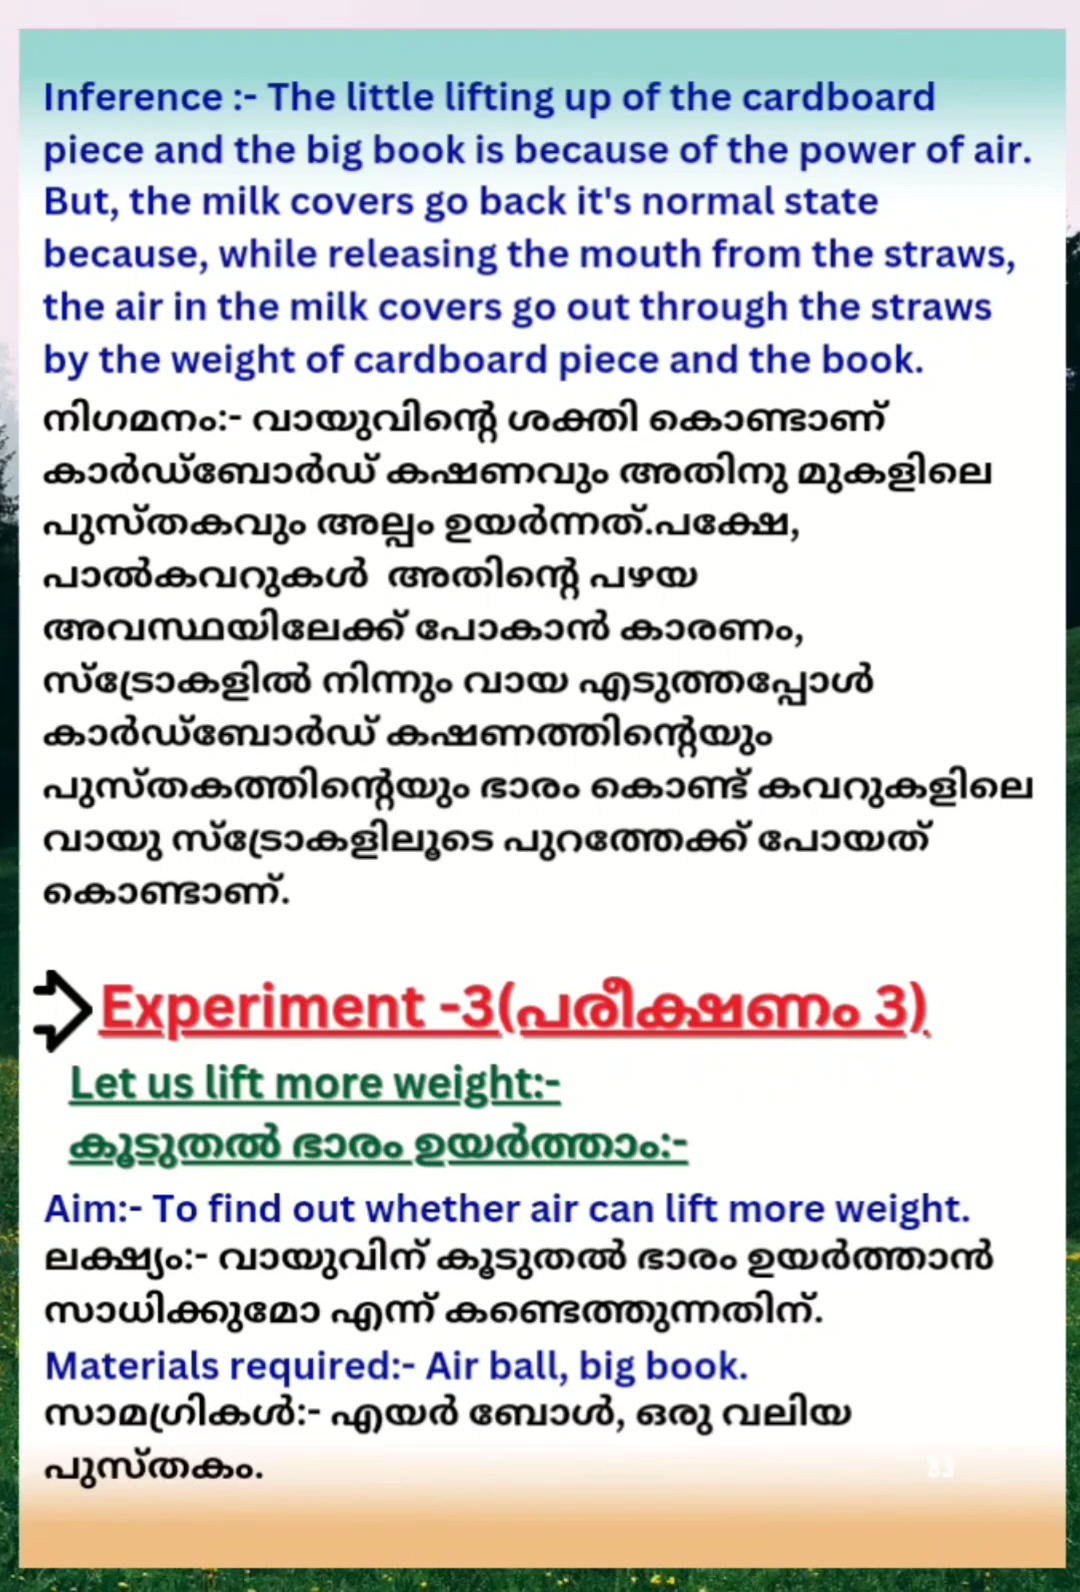 Inference :- The little lifting up of the cardboard
piece and the big book is because of the power of air.
But, the milk covers go back it's normal state
because, while releasing the mouth from the straws,
the air in the milk covers go out through the straws
by the weight of cardboard piece and the book.
നിഗമനം:- വായുവിന്റെ ശക്തി കൊണ്ടാണ്
കാർഡ്ബോർഡ് കഷണവും അതിനു മുകളിലെ
പുസ്തകവും അല്പം ഉയർന്നത്.പക്ഷേ,
പാൽകവറുകൾ അതിന്റെ പഴയ
അവസ്ഥയിലേക്ക് പോകാൻ കാരണം,
സ്ട്രോകളിൽ നിന്നും വായ എടുത്തപ്പോൾ
കാർഡ്ബോർഡ് കഷണത്തിന്റെയും
പുസ്തകത്തിന്റെയും ഭാരം കൊണ്ട് കവറുകളിലെ
വായു സ്ട്രോകളിലൂടെ പുറത്തേക്ക് പോയത്
കൊണ്ടാണ്.
Experiment -3(പരീക്ഷണം 3).
Let us lift more weight:-
കൂടുതൽ ഭാരം ഉയർത്താം:-
Aim:- To find out whether air can lift more weight.
ലക്ഷ്യം:- വായുവിന് കൂടുതൽ ഭാരം ഉയർത്താൻ
സാധിക്കുമോ എന്ന് കണ്ടെത്തുന്നതിന്.
Materials required:- Air ball, big book.
സാമഗ്രികൾ:- എയർ ബോൾ, ഒരു വലിയ
പുസ്തകം.
83